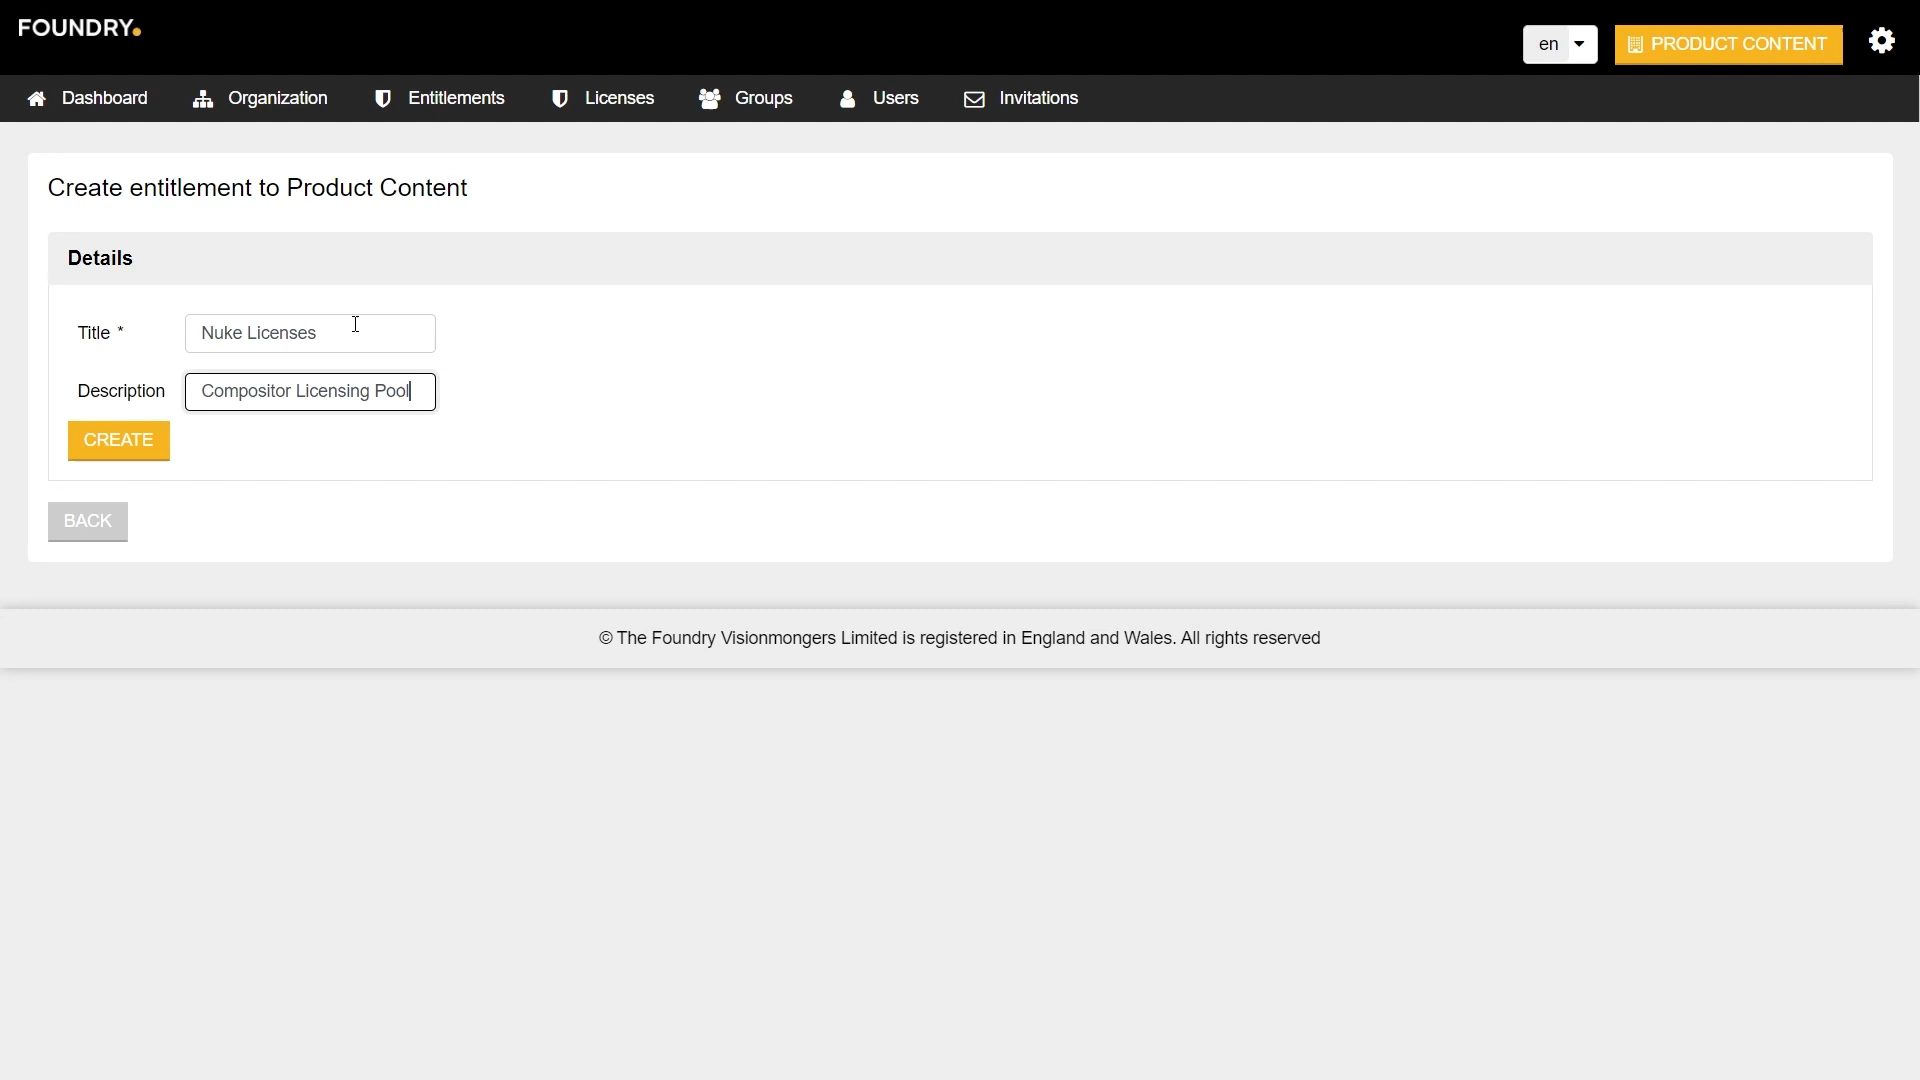 FOUNDRY.
en
PRODUCT CONTENT
Dashboard
Organization
Entitlements
Licenses
Groups
Users
Invitations
Create entitlement to Product Content
Details
Title *
Nuke Licenses
Description
Compositor Licensing Pool
CREATE
BACK
© The Foundry Visionmongers Limited is registered in England and Wales. All rights reserved